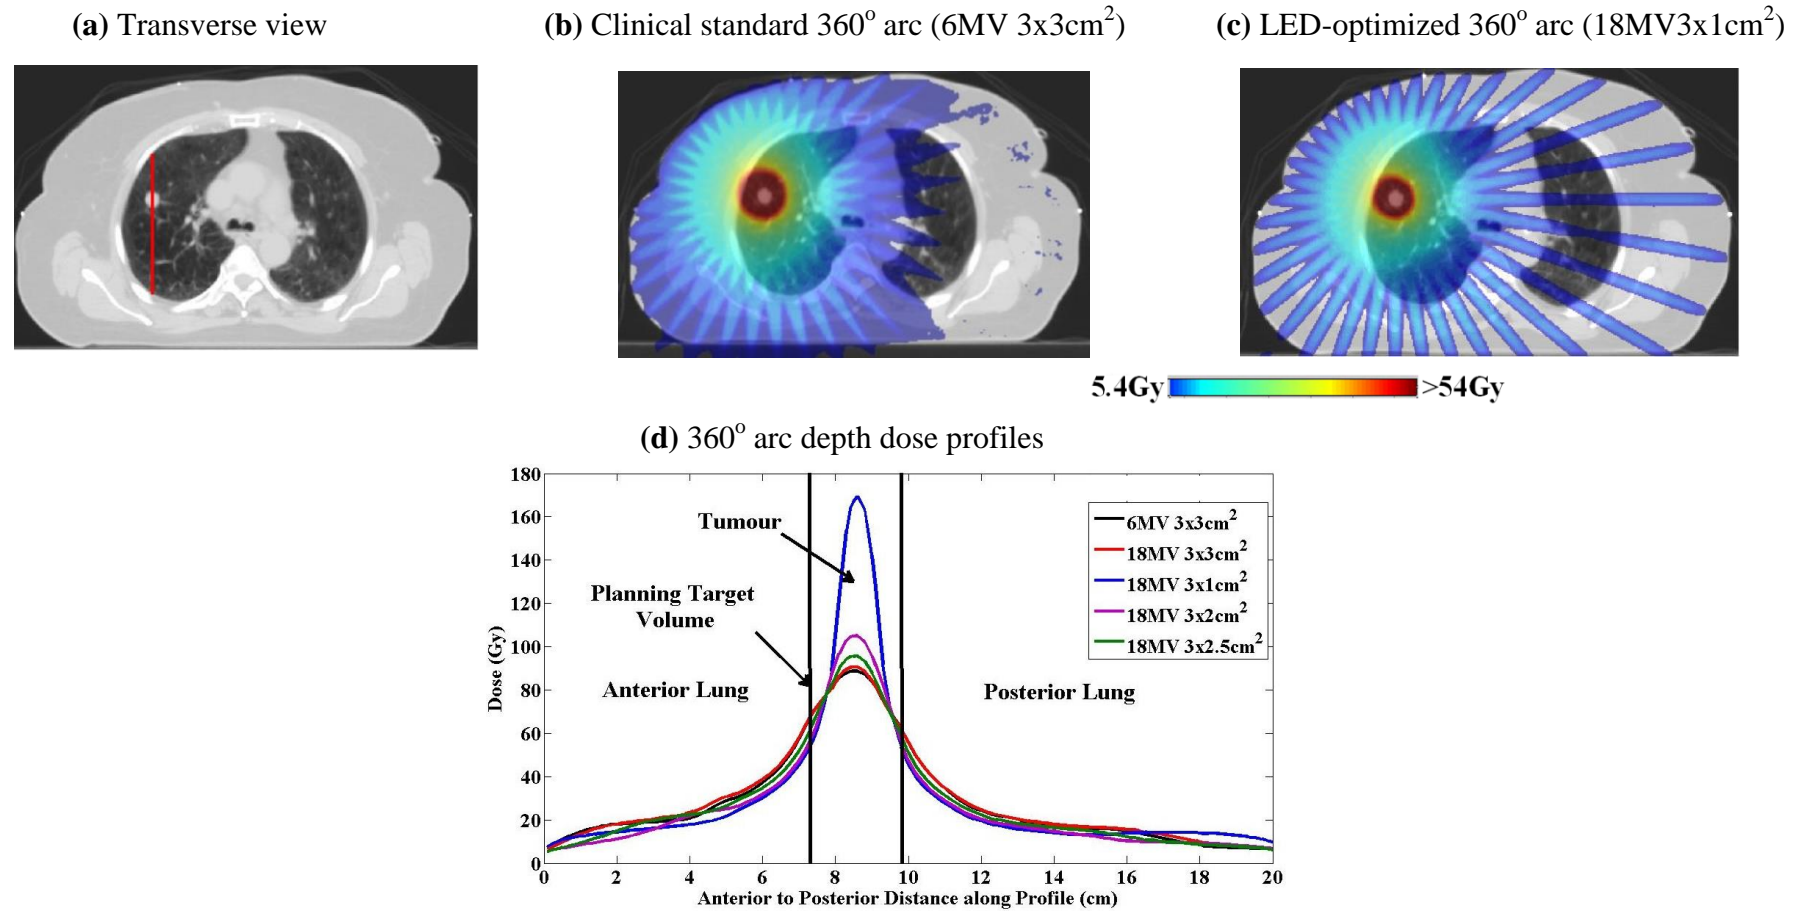 (a) Transverse view
(b) Clinical standard 360° arc (6MV 3x3cm²)
(c) LED-optimized 360° arc (18MV3x1cm²)
5.4Gy >54Gy
(d) 360° arc depth dose profiles
180
160
140
120
100
80
60
40
20
0
Dose (Gy)
Tumour
Planning Target
Volume
Anterior Lung
Posterior Lung
6MV 3x3cm²
18MV 3x3cm²
18MV 3x1cm²
18MV 3x2cm²
18MV 3x2.5cm²
0 2 4 6 8 10 12 14 16 18 20
Anterior to Posterior Distance along Profile (cm)